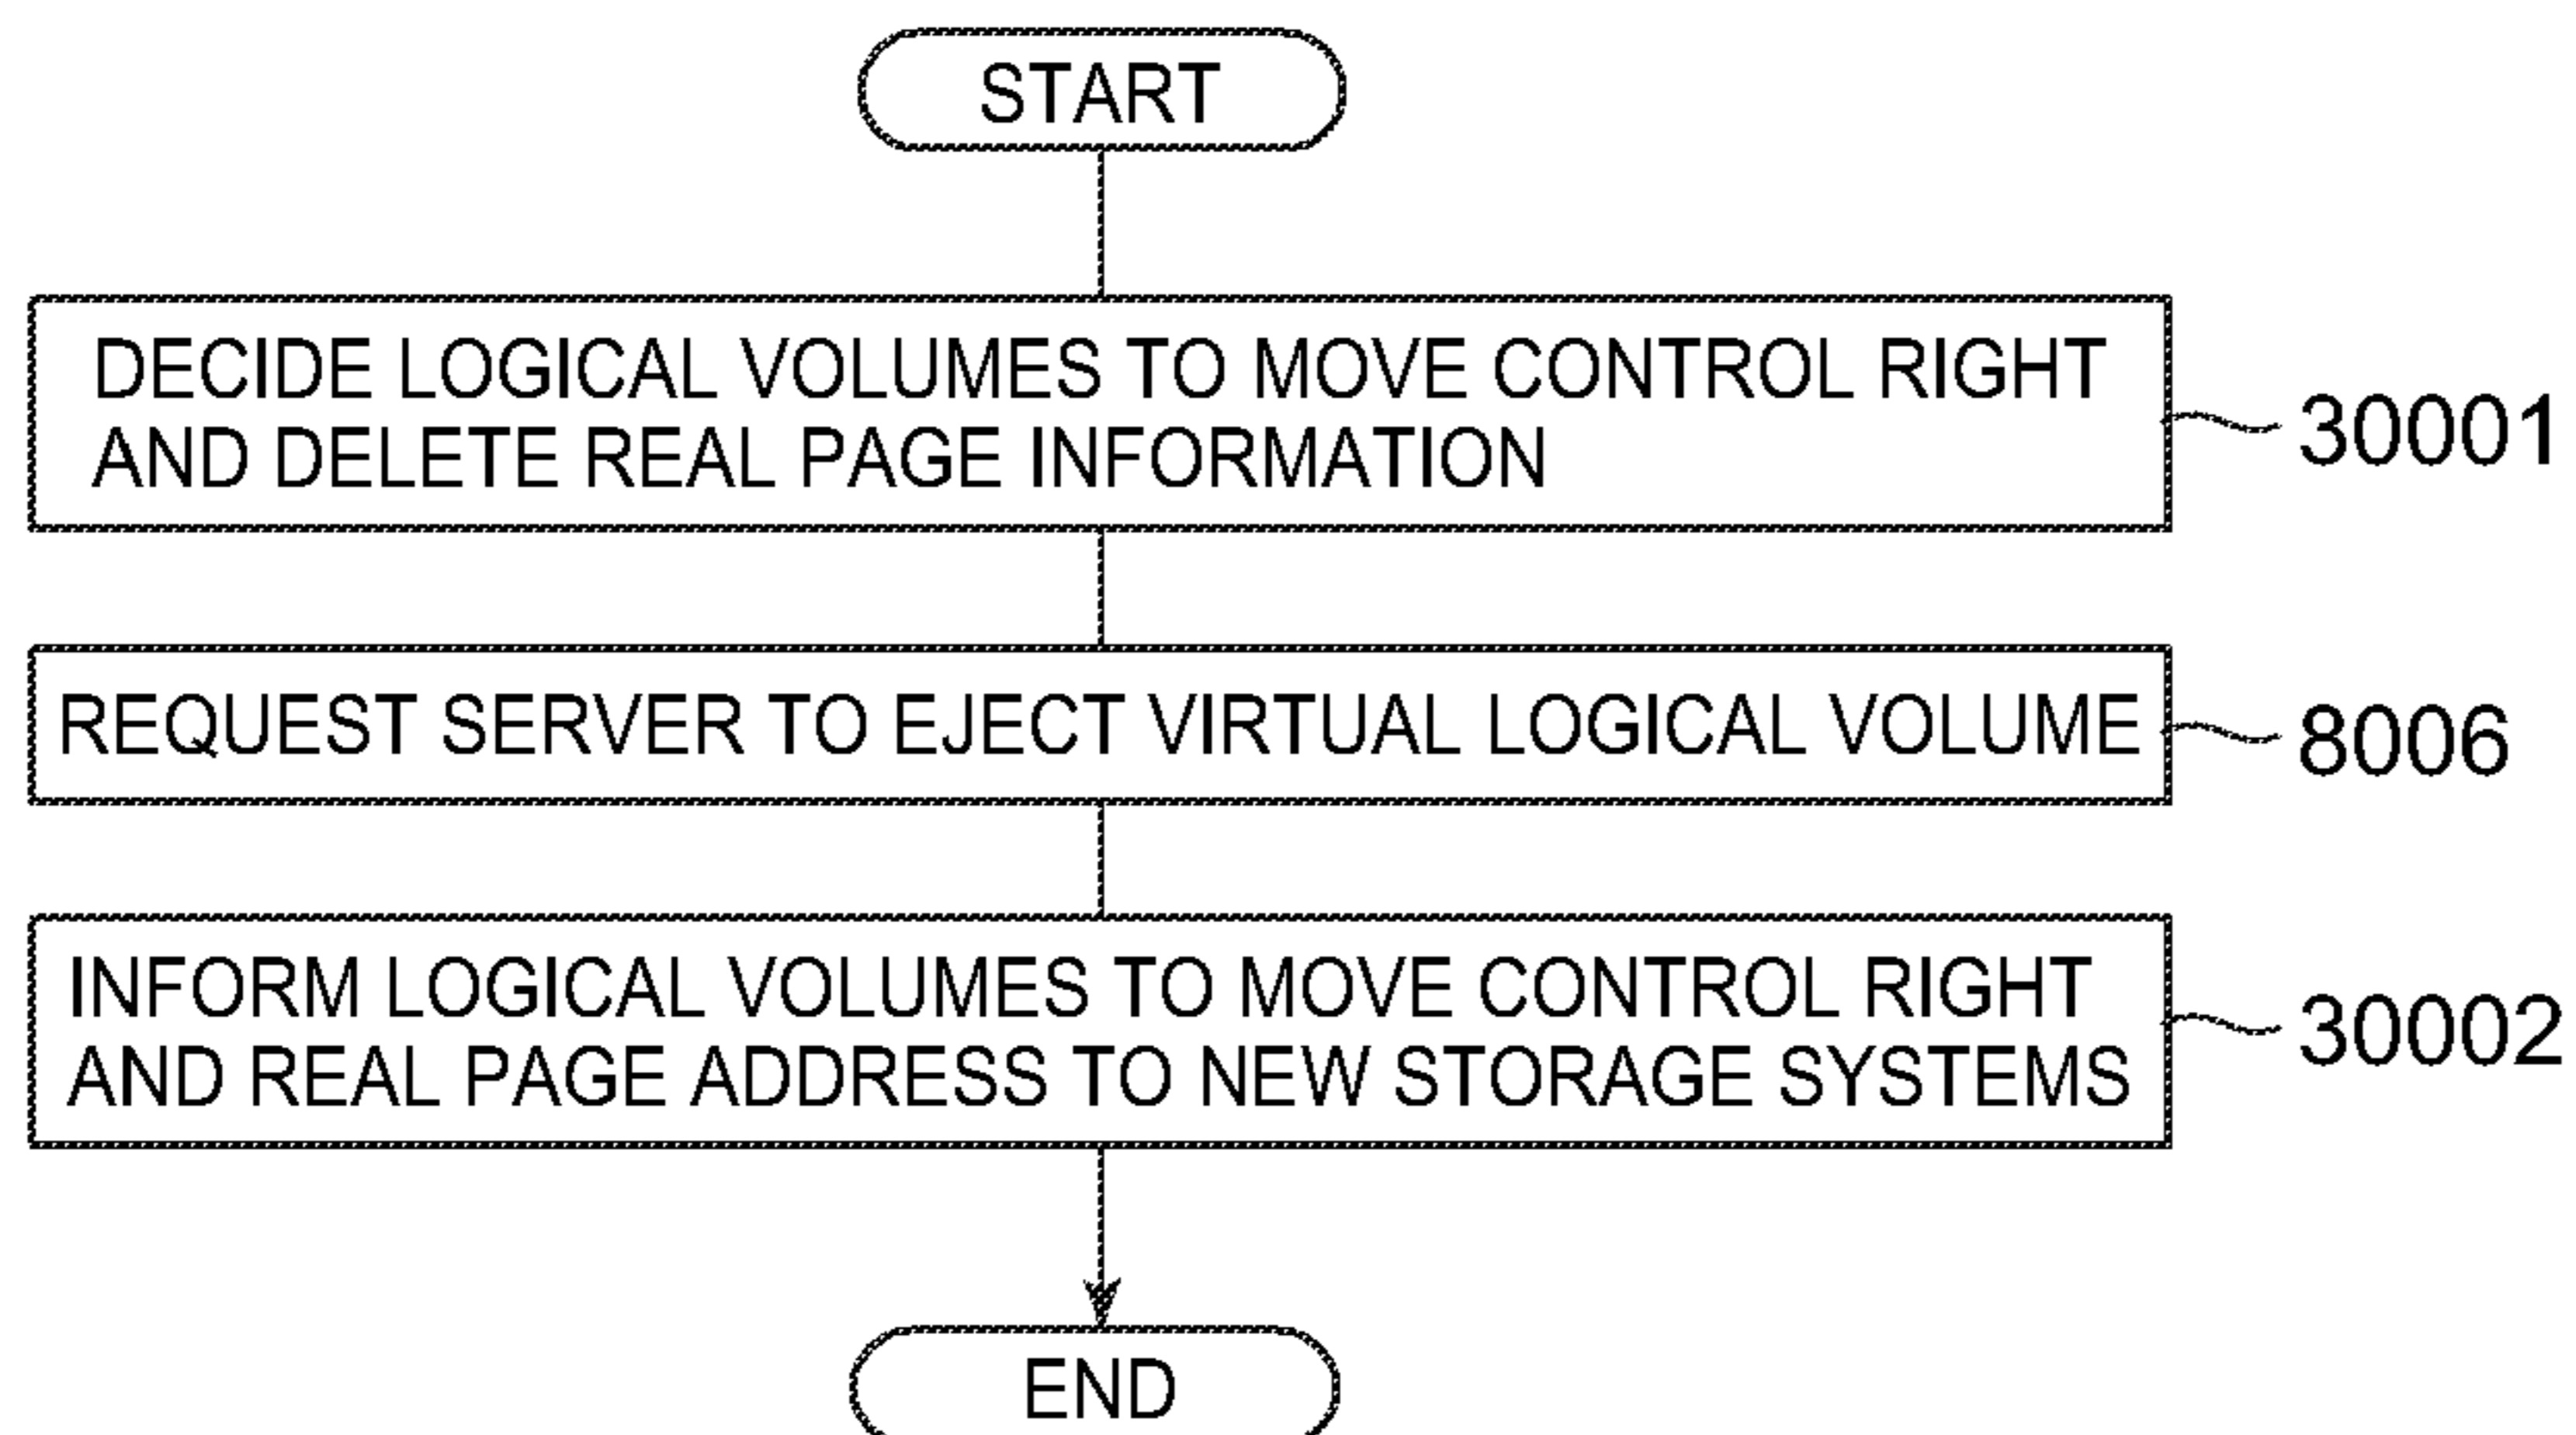 START
DECIDE LOGICAL VOLUMES TO MOVE CONTROL RIGHT
AND DELETE REAL PAGE INFORMATION
30001
REQUEST SERVER TO EJECT VIRTUAL LOGICAL VOLUME
8006
INFORM LOGICAL VOLUMES TO MOVE CONTROL RIGHT
AND REAL PAGE ADDRESS TO NEW STORAGE SYSTEMS
30002
END